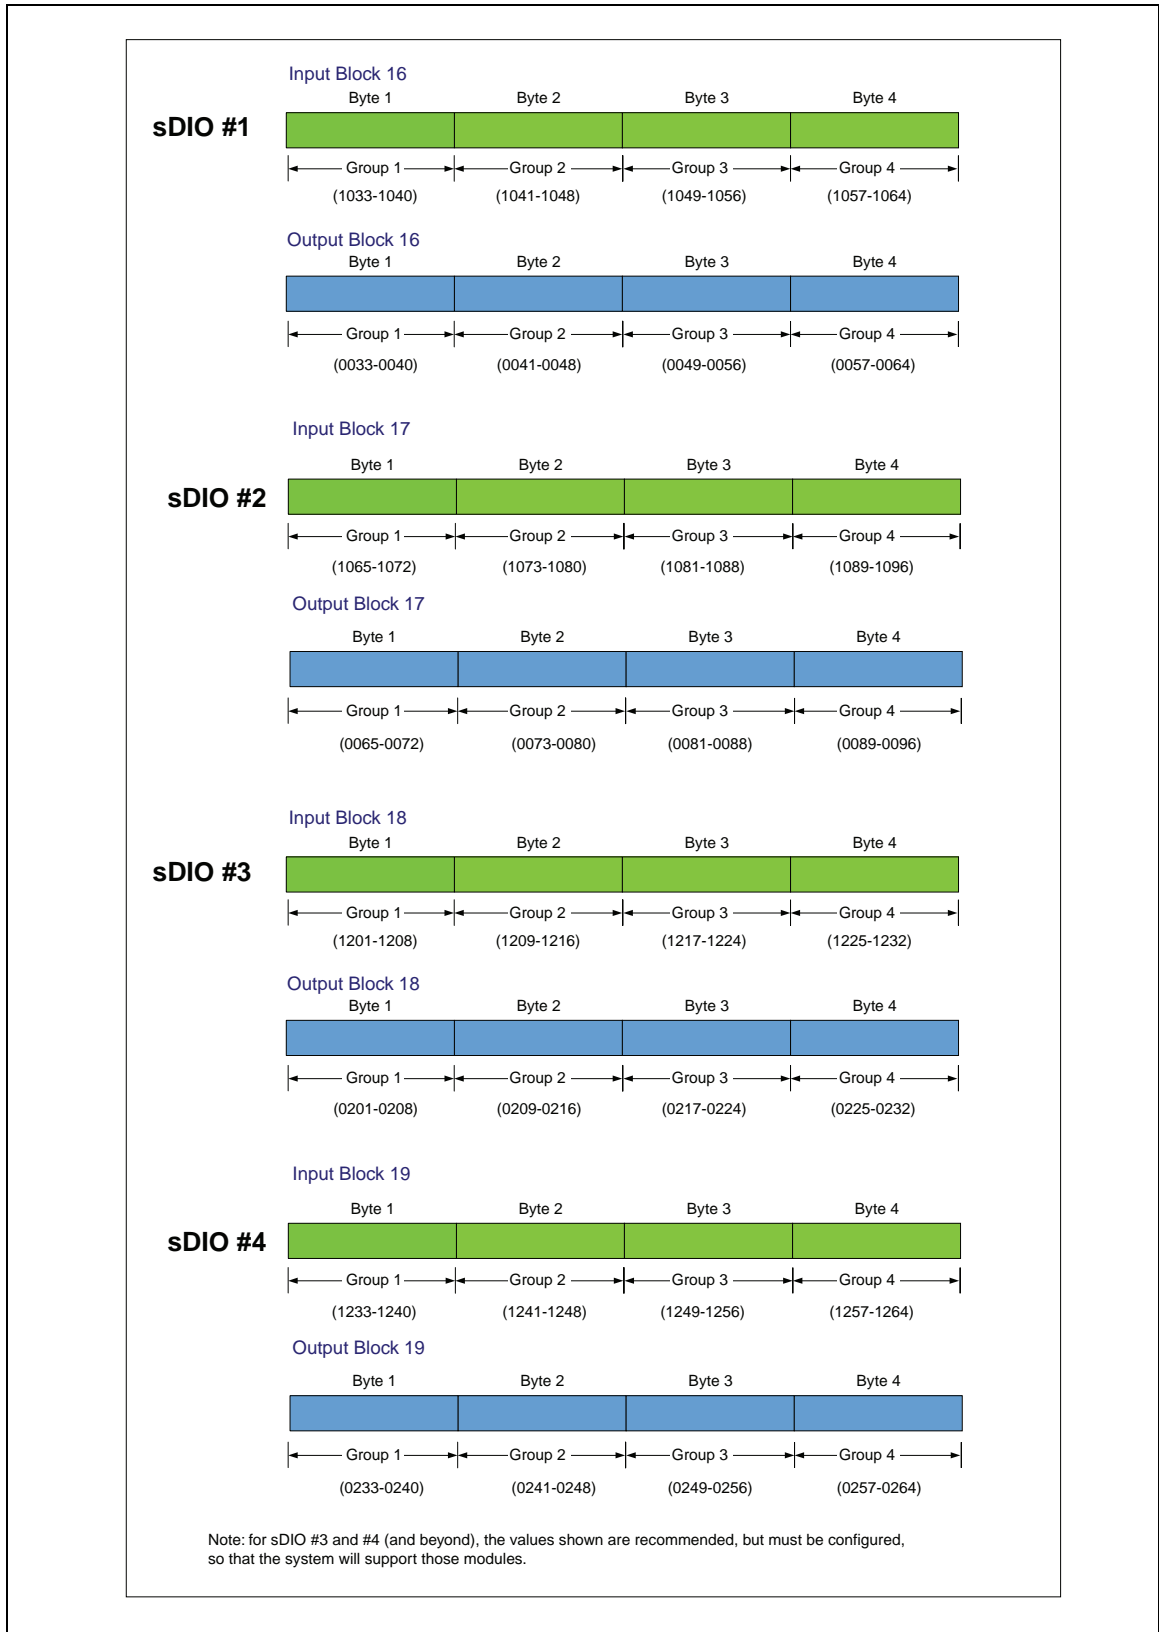 Input Block 16
Byte 1 Byte 2 Byte 3 Byte 4
sDIO #1
Group 1 Group 2 Group 3 Group 4
(1033-1040) (1041-1048) (1049-1056) (1057-1064)
Output Block 16
Byte 1 Byte 2 Byte 3 Byte 4
Group 1 Group 2 Group 3 Group 4
(0033-0040) (0041-0048) (0049-0056) (0057-0064)
Input Block 17
Byte 1 Byte 2 Byte 3 Byte 4
sDIO #2
Group 1 Group 2 Group 3 Group 4
(1065-1072) (1073-1080) (1081-1088) (1089-1096)
Output Block 17
Byte 1 Byte 2 Byte 3 Byte 4
Group 1 Group 2 Group 3 Group 4
(0065-0072) (0073-0080) (0081-0088) (0089-0096)
Input Block 18
Byte 1 Byte 2 Byte 3 Byte 4
sDIO #3
Group 1 Group 2 Group 3 Group 4
(1201-1208) (1209-1216) (1217-1224) (1225-1232)
Output Block 18
Byte 1 Byte 2 Byte 3 Byte 4
Group 1 Group 2 Group 3 Group 4
(0201-0208) (0209-0216) (0217-0224) (0225-0232)
Input Block 19
Byte 1 Byte 2 Byte 3 Byte 4
sDIO #4
Group 1 Group 2 Group 3 Group 4
(1233-1240) (1241-1248) (1249-1256) (1257-1264)
Output Block 19
Byte 1 Byte 2 Byte 3 Byte 4
Group 1 Group 2 Group 3 Group 4
(0233-0240) (0241-0248) (0249-0256) (0257-0264)
Note: for sDIO #3 and #4 (and beyond), the values shown are recommended, but must be configured,
so that the system will support those modules.